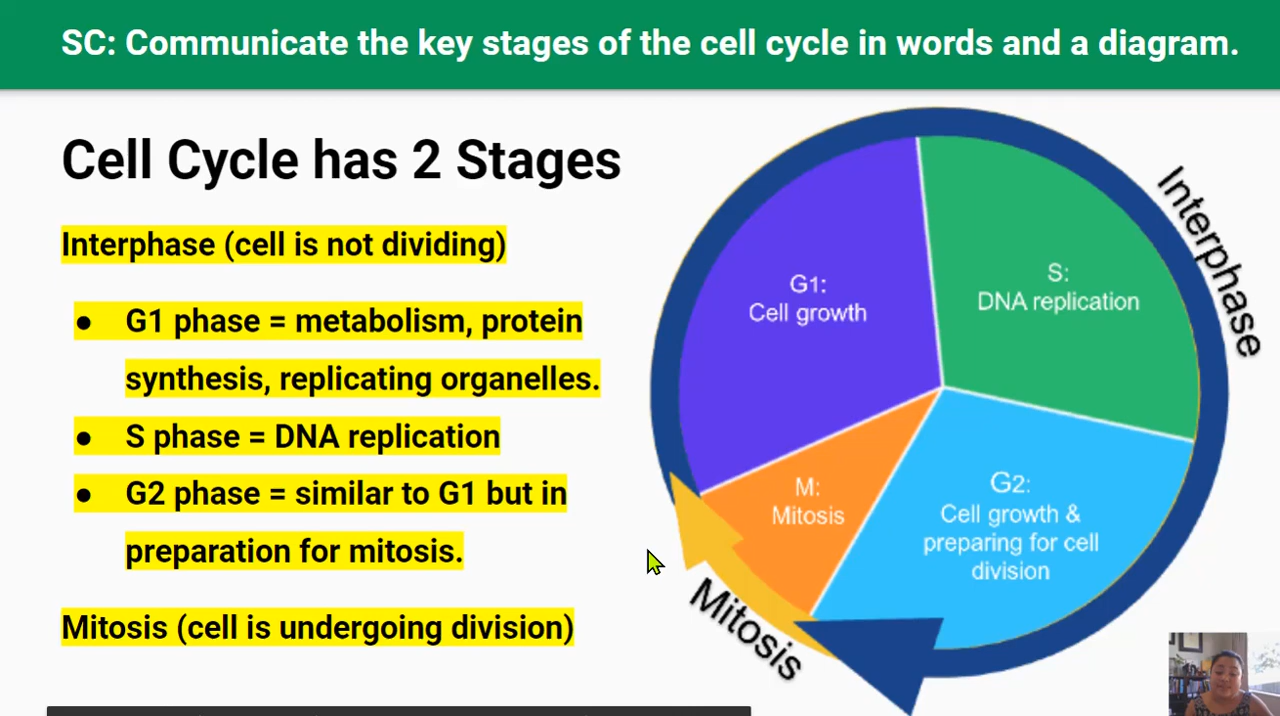 SC: Communicate the key stages of the cell cycle in words and a diagram.
Cell Cycle has 2 Stages
Interphase (cell is not dividing)
● G1 phase = metabolism, protein
synthesis, replicating organelles.
● S phase = DNA replication
● G2 phase = similar to G1 but in
preparation for mitosis.
Mitosis (cell is undergoing division)
G1:
Cell growth
S:
DNA replication
Interphase
G2:
Cell growth &
preparing for cell
division
M:
Mitosis
Mitosis